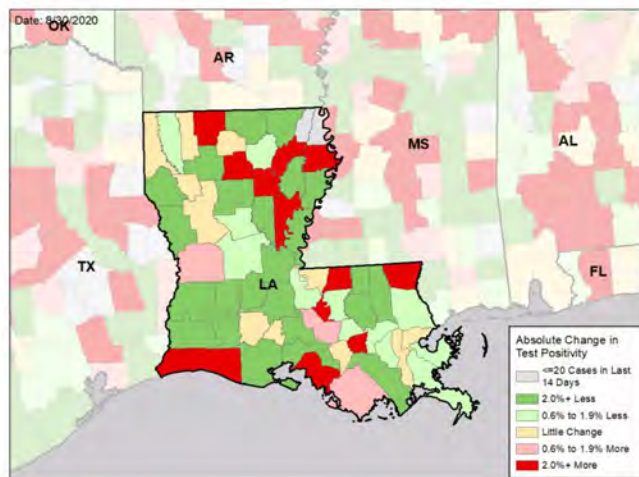 Date: 8/30/2020
OK
AR
MS
AL
TX
LA
FL
Absolute Change in
Test Positivity
<=20 Cases in Last
14 Days
2.0%+ Less
0.6% to 1.9% Less
Little Change
0.6% to 1.9% More
2.0%+ More